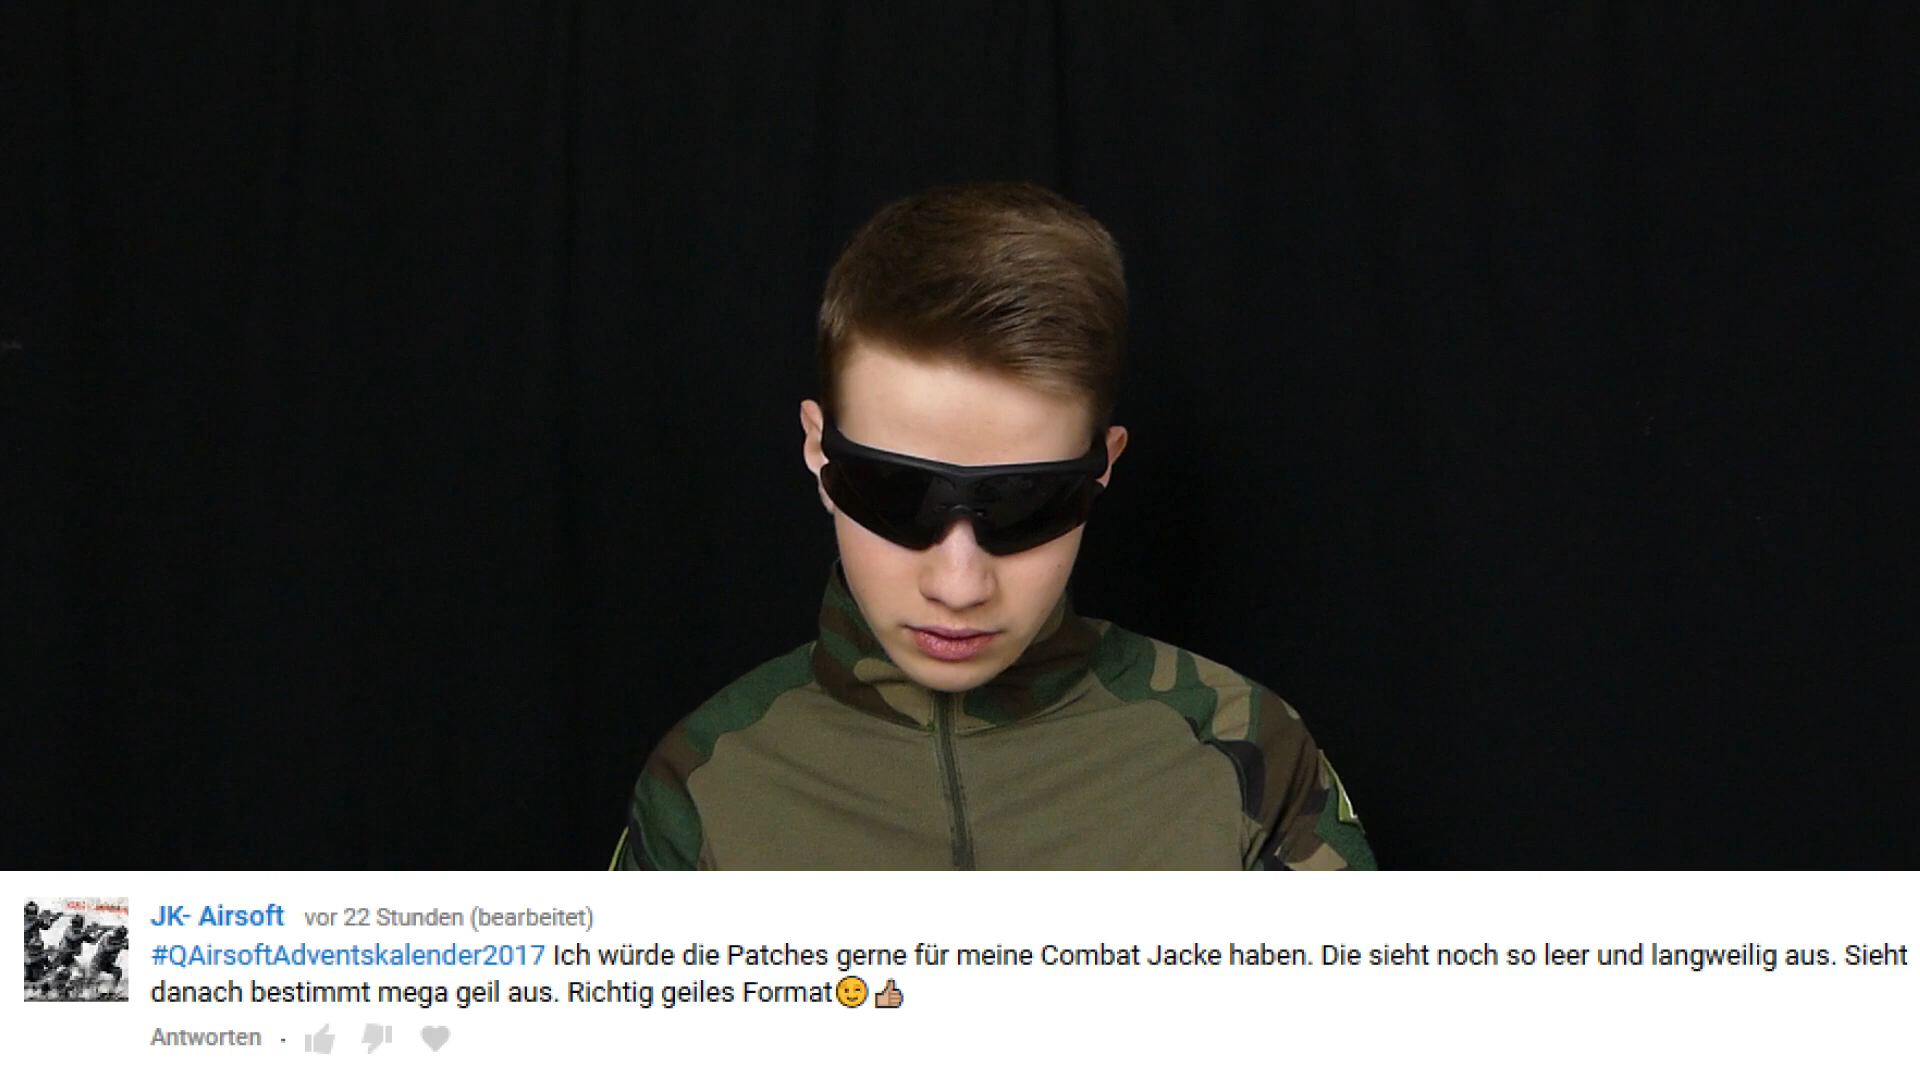 JK- Airsoft vor 22 Stunden (bearbeitet)
#QAirsoftAdventskalender2017 Ich würde die Patches gerne für meine Combat Jacke haben. Die sieht noch so leer und langweilig aus. Sieht
danach bestimmt mega geil aus. Richtig geiles Format😉👍🏽
Antworten ·